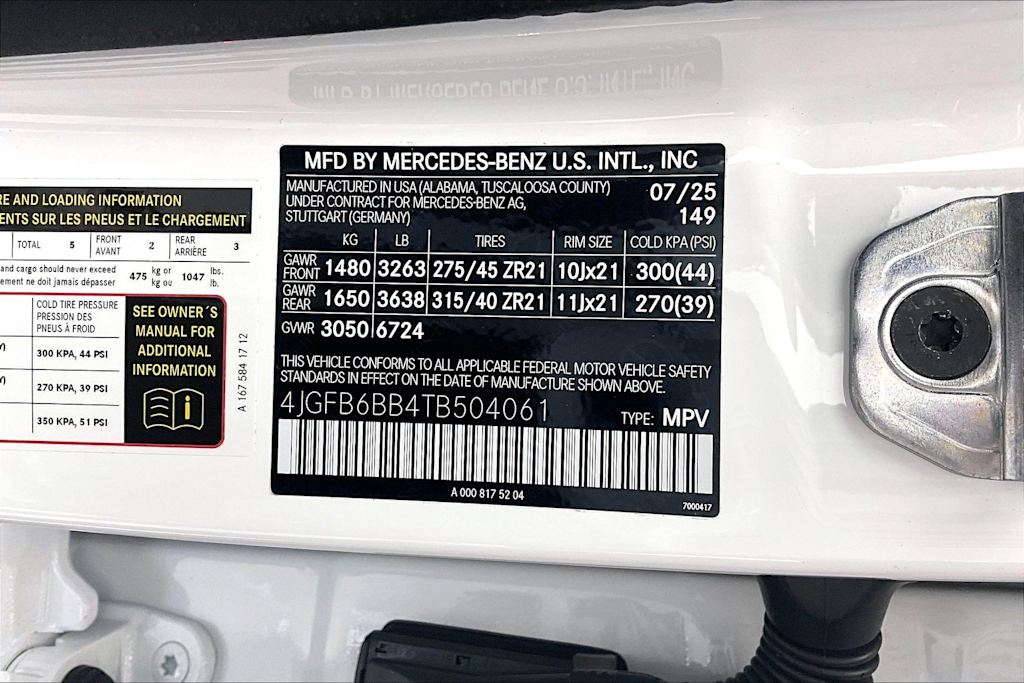 RE AND LOADING INFORMATION
ENTS SUR LES PNEUS ET LE CHARGEMENT
TOTAL 5 FRONT AVANT 2 REAR ARRIÈRE 3
and cargo should never exceed 475 kg or 1047 lbs.
ne doit jamais dépasser kg ou lb.
COLD TIRE PRESSURE
PRESSION DES
PNEUS À FROID
300 KPA, 44 PSI
270 KPA, 39 PSI
350 KPA, 51 PSI
SEE OWNER´S
MANUAL FOR
ADDITIONAL
INFORMATION
i
A 167 584 17 12
MFD BY MERCEDES-BENZ U.S. INTL., INC
MANUFACTURED IN USA (ALABAMA, TUSCALOOSA COUNTY) 07/25
UNDER CONTRACT FOR MERCEDES-BENZ AG,
STUTTGART (GERMANY) 149
KG LB TIRES RIM SIZE COLD KPA (PSI)
GAWR FRONT 1480 3263 275/45 ZR21 10Jx21 300(44)
GAWR REAR 1650 3638 315/40 ZR21 11Jx21 270(39)
GVWR 3050 6724
THIS VEHICLE CONFORMS TO ALL APPLICABLE FEDERAL MOTOR VEHICLE SAFETY
STANDARDS IN EFFECT ON THE DATE OF MANUFACTURE SHOWN ABOVE.
4JGFB6BB4TB504061 TYPE: MPV
A 000 817 52 04
7000417